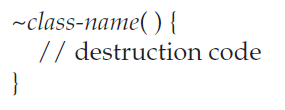 ~class-name( ) {
// destruction code
}